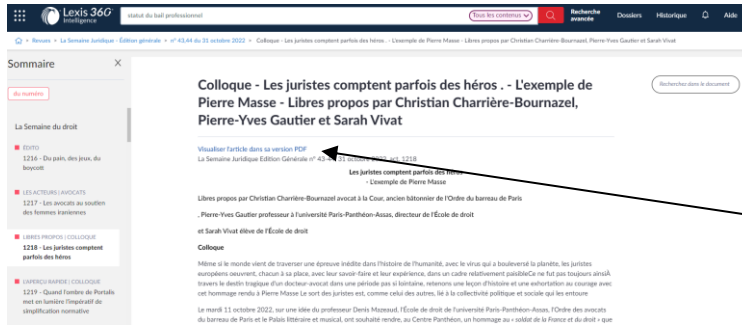 Lexis 360
Intelligence
statut du bail professionnel
Tous les contenus
Recherche
avancée
Dossiers
Historique
Aide
Revues
La Semaine Juridique - Édition générale
n° 43,44 du 31 octobre 2022
Colloque - Les juristes comptent parfois des héros . - L'exemple de Pierre Masse - Libres propos par Christian Charrière-Bournazel, Pierre-Yves Gautier et Sarah Vivat
Sommaire
X
du numéro
La Semaine du droit
ÉDITO
1216 - Du pain, des jeux, du
boycott
LES ACTEURS | AVOCATS
1217 - Les avocats au soutien
des femmes iraniennes
LIBRES PROPOS | COLLOQUE
1218 - Les juristes comptent
parfois des héros
L'APERÇU RAPIDE | COLLOQUE
1219 - Quand l'ombre de Portalis
met en lumière l'impératif de
simplification normative
Colloque - Les juristes comptent parfois des héros . - L'exemple de
Pierre Masse - Libres propos par Christian Charrière-Bournazel,
Pierre-Yves Gautier et Sarah Vivat
Rechercher dans le document
Visualiser l'article dans sa version PDF
La Semaine Juridique Edition Générale n° 43-44, 31 octobre 2022, act. 1218
Les juristes comptent parfois des héros
- L'exemple de Pierre Masse
Libres propos par Christian Charrière-Bournazel avocat à la Cour, ancien bâtonnier de l'Ordre du barreau de Paris
, Pierre-Yves Gautier professeur à l'université Paris-Panthéon-Assas, directeur de l'École de droit
et Sarah Vivat élève de l'École de droit
Colloque
Même si le monde vient de traverser une épreuve inédite dans l'histoire de l'humanité, avec le virus qui a bouleversé la planète, les juristes
européens oeuvrent, chacun à sa place, avec leur savoir-faire et leur expérience, dans un cadre relativement paisibleCe ne fut pas toujours ainsiÀ
travers le destin tragique d'un docteur-avocat dans une période pas si lointaine, retenons une leçon d'histoire et une exhortation au courage avec
cet hommage rendu à Pierre Masse Le sort des juristes est, comme celui des autres, lié à la collectivité politique et sociale qui les entoure
Le mardi 11 octobre 2022, sur une idée du professeur Denis Mazeaud, l'École de droit de l'université Paris-Panthéon-Assas, l'Ordre des avocats
du barreau de Paris et le Palais littéraire et musical, ont souhaité rendre, au Centre Panthéon, un hommage au « soldat de la France et du droit » que